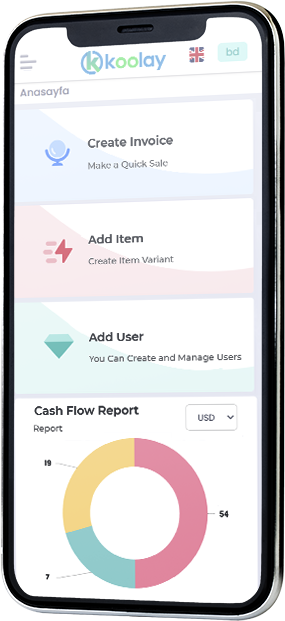 koolay
bd
Anasayfa
Create Invoice
Make a Quick Sale
Add Item
Create Item Variant
Add User
You Can Create and Manage Users
Cash Flow Report
USD
Report
19
54
7